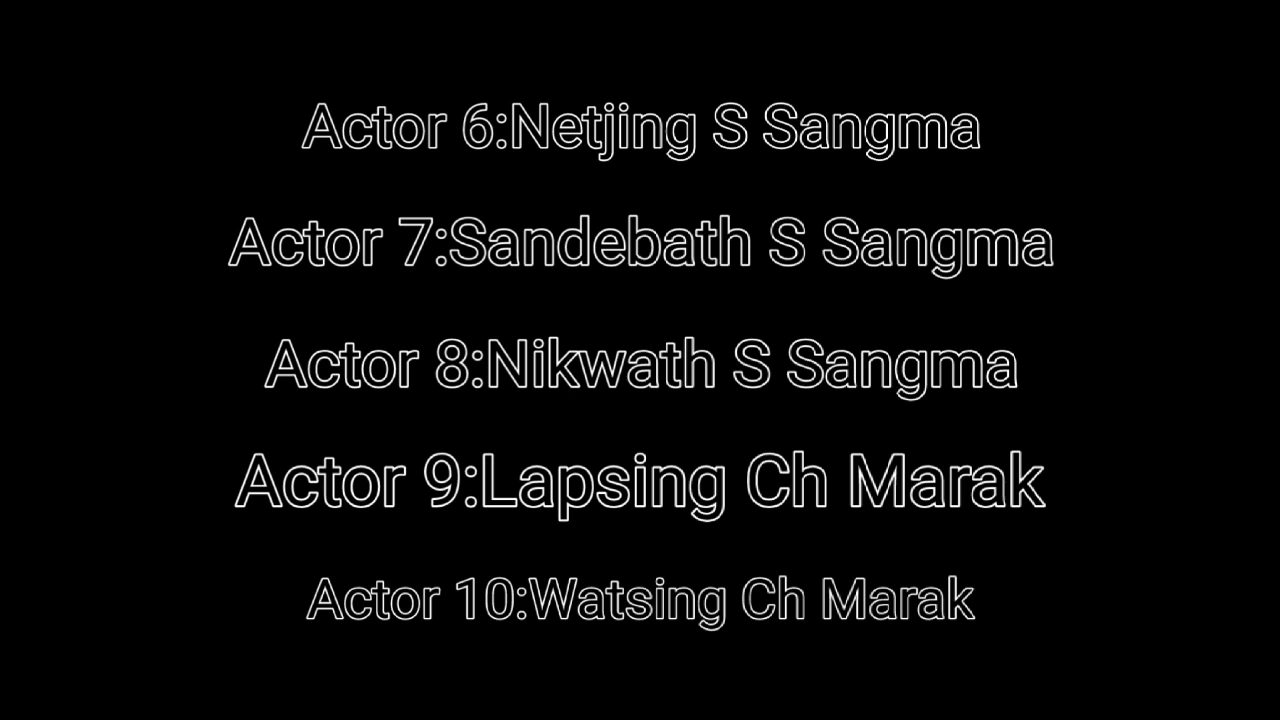 Actor 6:Netjing S Sangma
Actor 7:Sandebath S Sangma
Actor 8:Nikwath S Sangma
Actor 9:Lapsing Ch Marak
Actor 10:Watsing Ch Marak